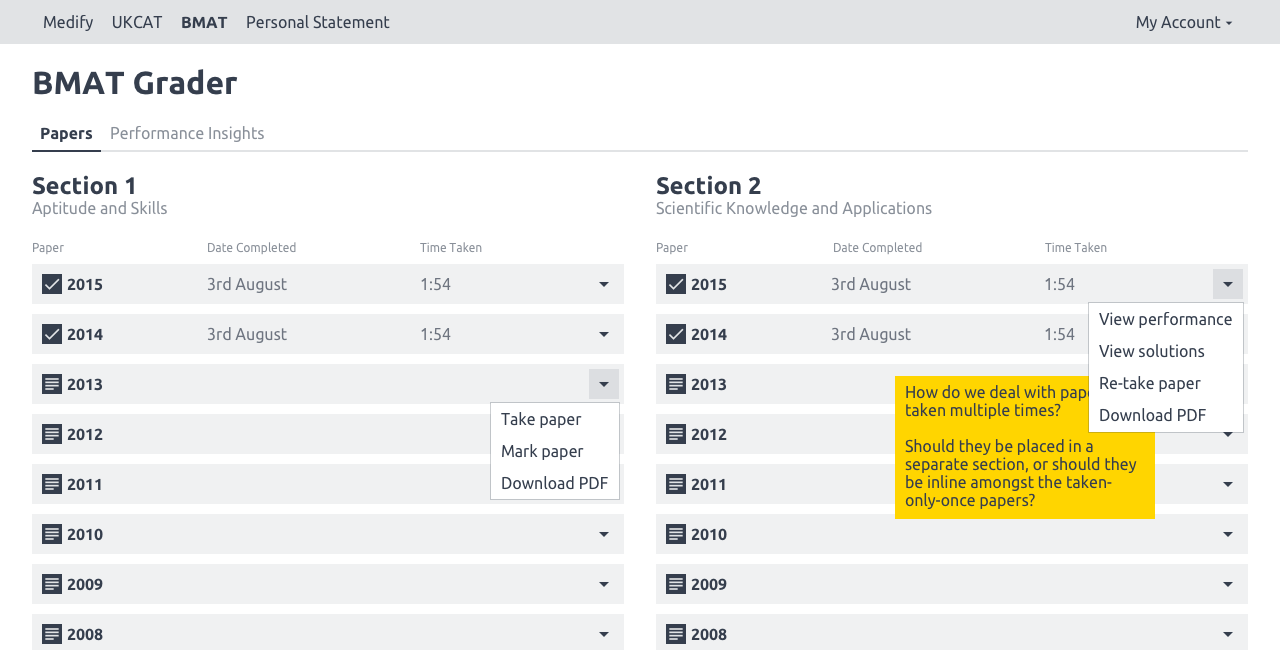 Medify UKCAT BMAT Personal Statement My Account
BMAT Grader
Papers Performance Insights
Section 1
Aptitude and Skills
Paper Date Completed Time Taken
2015 3rd August 1:54
2014 3rd August 1:54
2013
Take paper
Mark paper
Download PDF
2012
2011
2010
2009
2008
Section 2
Scientific Knowledge and Applications
Paper Date Completed Time Taken
2015 3rd August 1:54
View performance
View solutions
Re-take paper
Download PDF
2014 3rd August 1:54
2013
How do we deal with
taken multiple times?
Should they be placed in a
separate section, or should they
be inline amongst the taken-
only-once papers?
2012
2011
2010
2009
2008